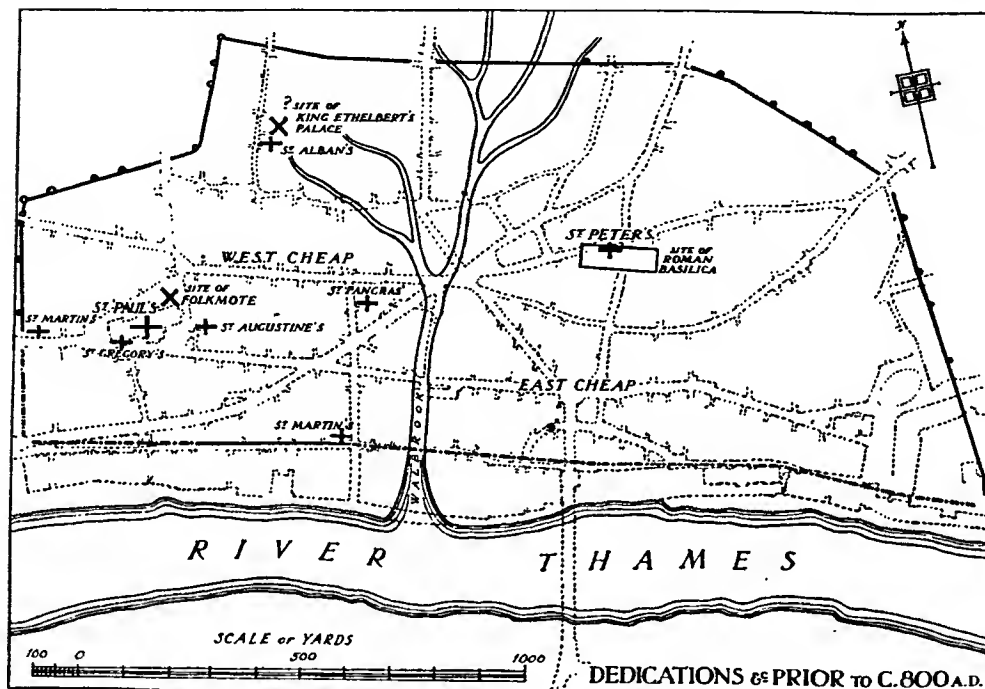 N
? SITE OF
KING ETHELBERT'S
PALACE
ST ALBAN'S
WEST CHEAP
ST PETER'S
SITE OF
ROMAN
BASILICA
SITE OF
FOLKMOTE
ST PANCRAS
ST PAUL'S
ST MARTIN'S
ST AUGUSTINE'S
ST GREGORY'S
EAST CHEAP
ST MARTIN'S
WALBROOK
RIVER THAMES
SCALE OF YARDS
100 0 500 1000
DEDICATIONS &C PRIOR TO C. 800 A.D.